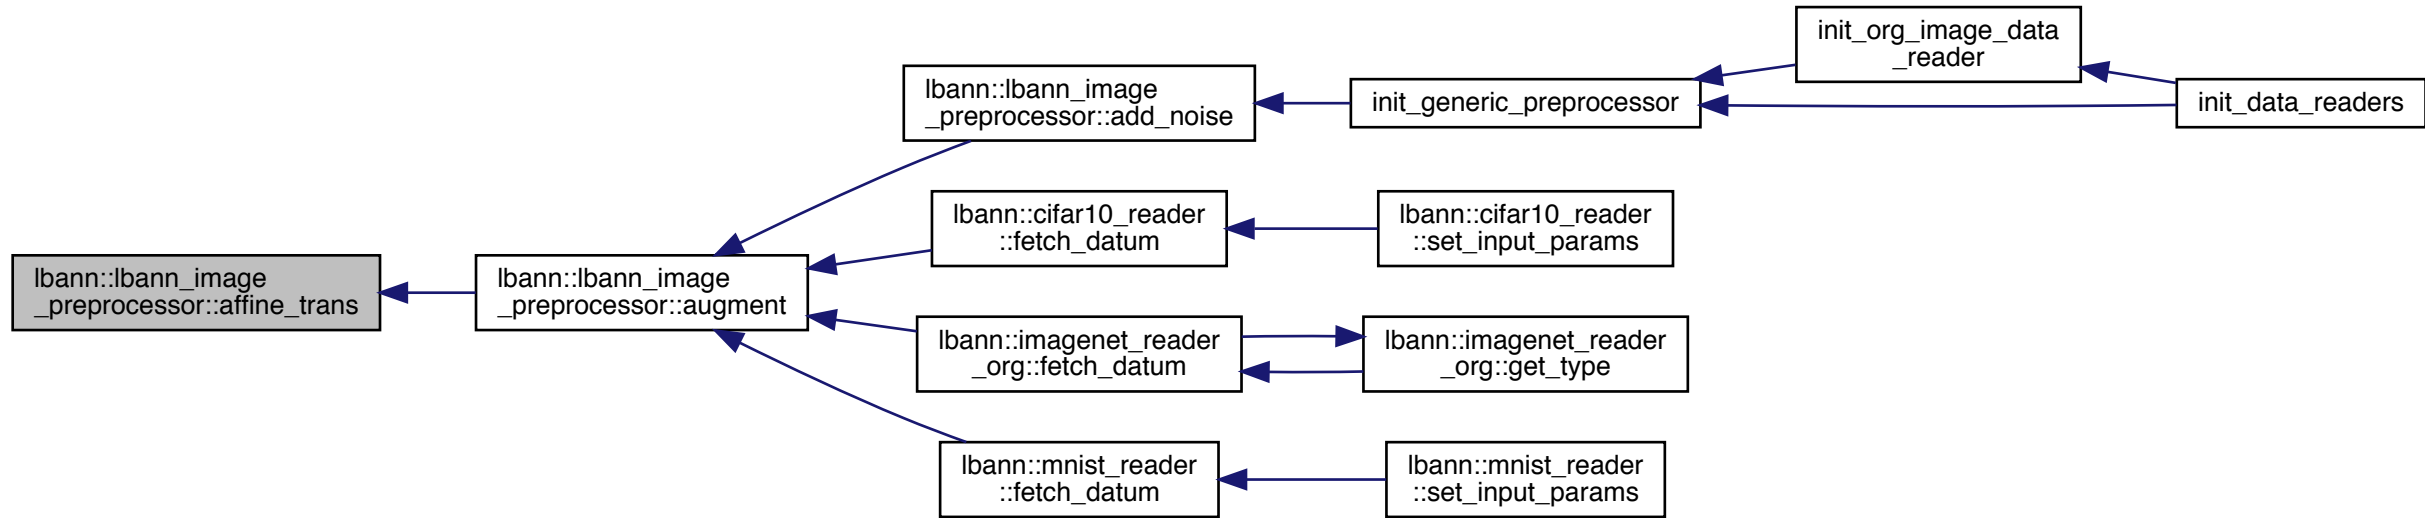 lbann::lbann_image
_preprocessor::affine_trans
lbann::lbann_image
_preprocessor::augment
lbann::lbann_image
_preprocessor::add_noise
init_generic_preprocessor
init_org_image_data
_reader
init_data_readers
lbann::cifar10_reader
::fetch_datum
lbann::cifar10_reader
::set_input_params
lbann::imagenet_reader
_org::fetch_datum
lbann::imagenet_reader
_org::get_type
lbann::mnist_reader
::fetch_datum
lbann::mnist_reader
::set_input_params